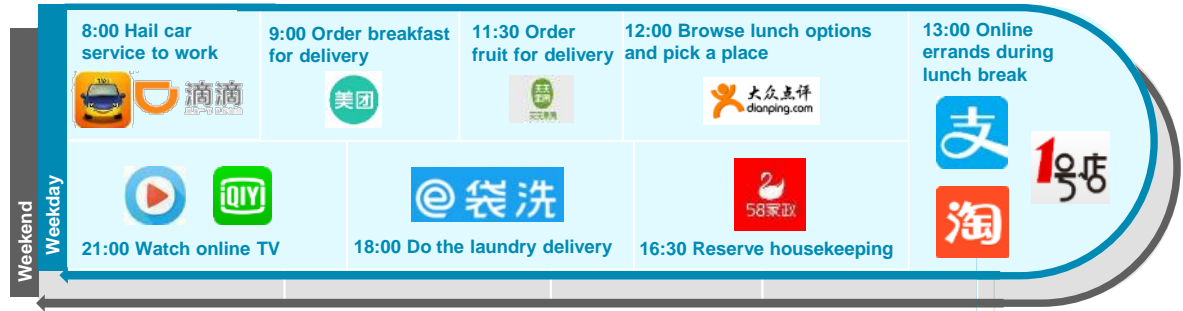 8:00 Hail car
service to work
滴滴
9:00 Order breakfast
for delivery
美团
11:30 Order
fruit for delivery
12:00 Browse lunch options
and pick a place
大众点评
dianping.com
13:00 Online
errands during
lunch break
支
1号店
淘
QIYI
21:00 Watch online TV
e袋洗
18:00 Do the laundry delivery
58家政
16:30 Reserve housekeeping
Weekday
Weekend